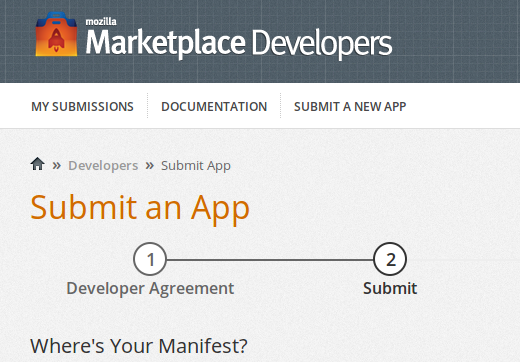 mozilla
Marketplace Developers
MY SUBMISSIONS DOCUMENTATION SUBMIT A NEW APP
» Developers » Submit App
Submit an App
1 2
Developer Agreement Submit
Where's Your Manifest?